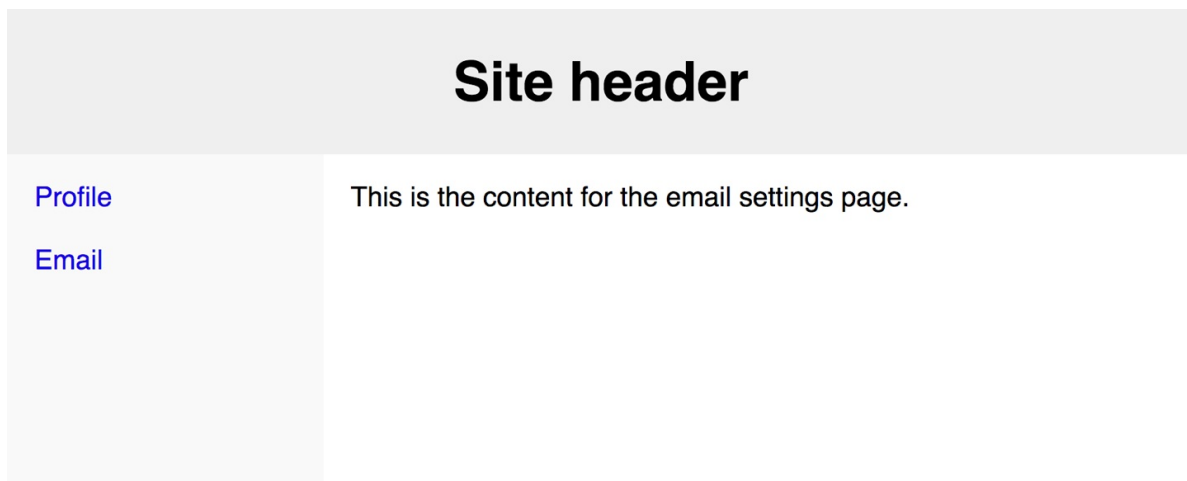 Site header
Profile
This is the content for the email settings page.
Email